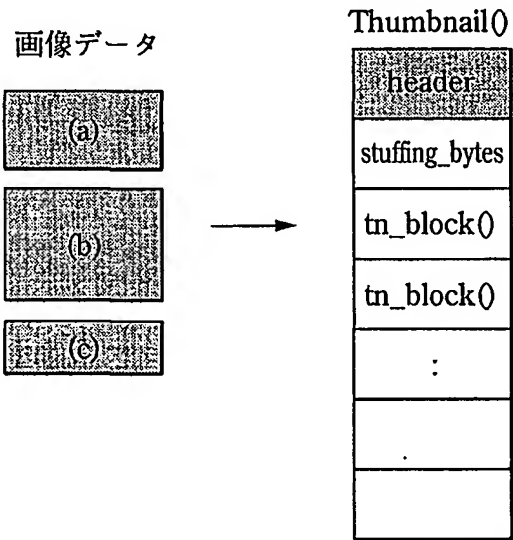 画像データ
(a)
(b)
(c)
Thumbnail()
header
stuffing_bytes
tn_block()
tn_block()
: